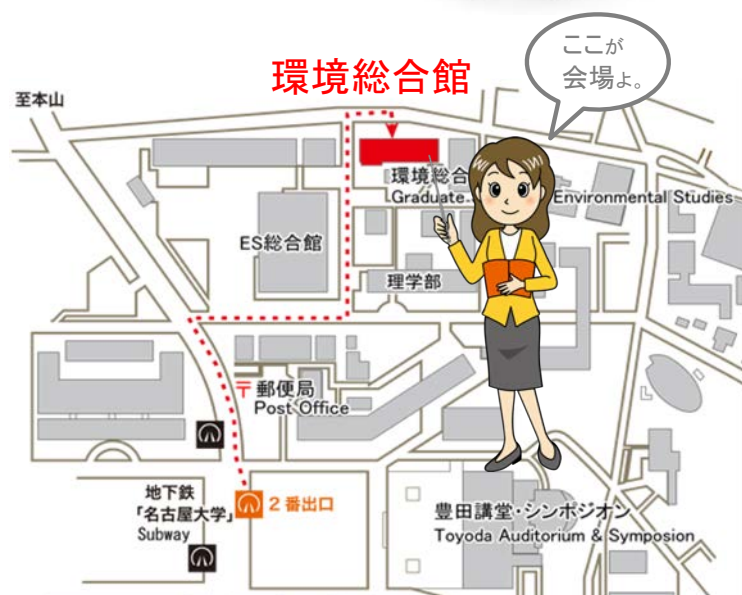 ここが
会場よ。
環境総合館
至本山
環境総合
Graduate
Environmental Studies
ES総合館
理学部
〒郵便局
Post Office
地下鉄
「名古屋大学」
Subway
2番出口
豊田講堂・シンポジオン
Toyoda Auditorium & Symposion